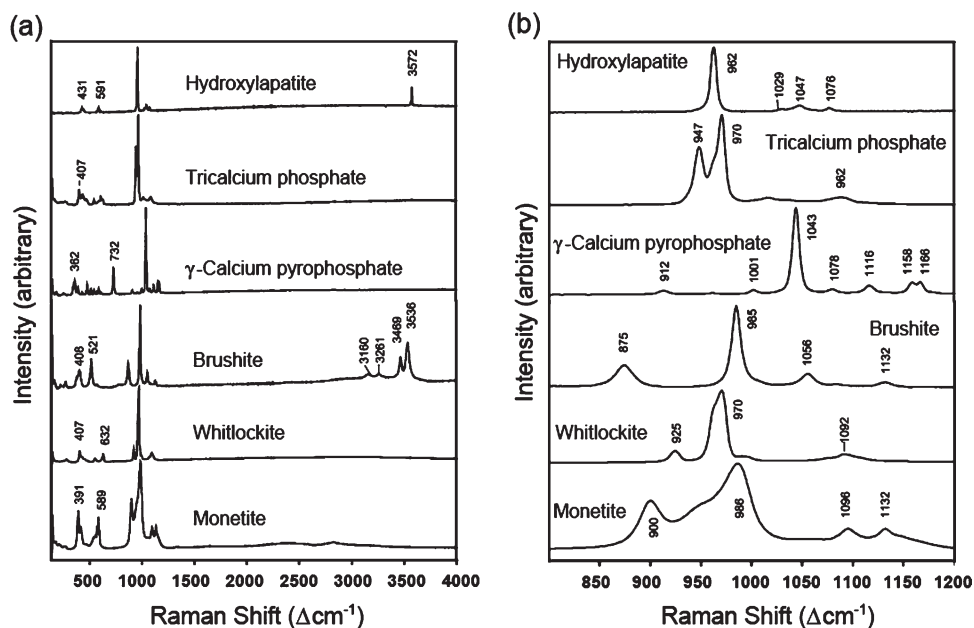 (a)
Intensity (arbitrary)
Hydroxylapatite
431
591
3572
Tricalcium phosphate
407
γ-Calcium pyrophosphate
362
732
Brushite
408
521
3160
3261
3469
3536
Whitlockite
407
632
Monetite
391
589
500 1000 1500 2000 2500 3000 3500 4000
Raman Shift (Δcm⁻¹)
(b)
Intensity (arbitrary)
Hydroxylapatite
962
1029
1047
1076
Tricalcium phosphate
947
970
962
γ-Calcium pyrophosphate
912
1001
1043
1078
1116
1158
1166
Brushite
875
985
1056
1132
Whitlockite
925
970
1092
Monetite
900
986
1096
1132
850 900 950 1000 1050 1100 1150 1200
Raman Shift (Δcm⁻¹)